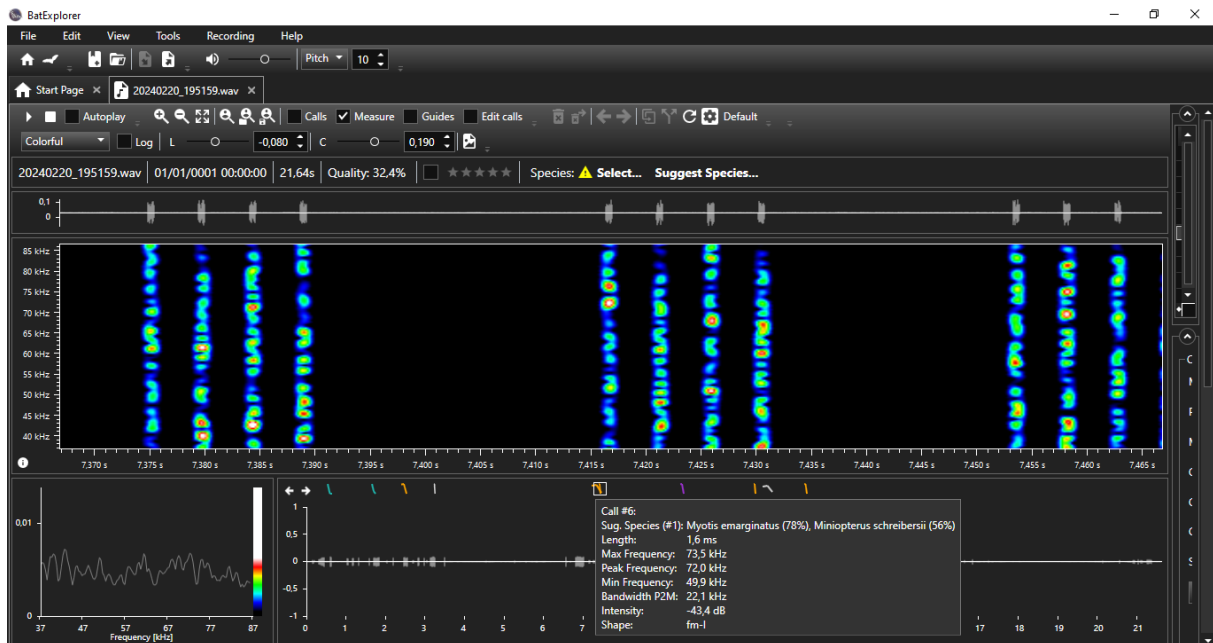 BatExplorer
File Edit View Tools Recording Help
Pitch 10
Start Page × 20240220_195159.wav ×
Autoplay Calls Measure Guides Edit calls Default
Colorful Log L -0,080 C 0,190
20240220_195159.wav 01/01/0001 00:00:00 21,64s Quality: 32,4% ★★★★★ Species: Select... Suggest Species...
0,1
0
85 kHz
80 kHz
75 kHz
70 kHz
65 kHz
60 kHz
55 kHz
50 kHz
45 kHz
40 kHz
7,370 s 7,375 s 7,380 s 7,385 s 7,390 s 7,395 s 7,400 s 7,405 s 7,410 s 7,415 s 7,420 s 7,425 s 7,430 s 7,435 s 7,440 s 7,445 s 7,450 s 7,455 s 7,460 s 7,465 s
0,01
0
37 47 57 67 77 87
Frequency [kHz]
1
0,5
0
-0,5
-1
0 1 2 3 4 5 6 7 17 18 19 20 21
Call #6:
Sug. Species (#1): Myotis emarginatus (78%), Miniopterus schreibersii (56%)
Length: 1,6 ms
Max Frequency: 73,5 kHz
Peak Frequency: 72,0 kHz
Min Frequency: 49,9 kHz
Bandwidth P2M: 22,1 kHz
Intensity: -43,4 dB
Shape: fm-l